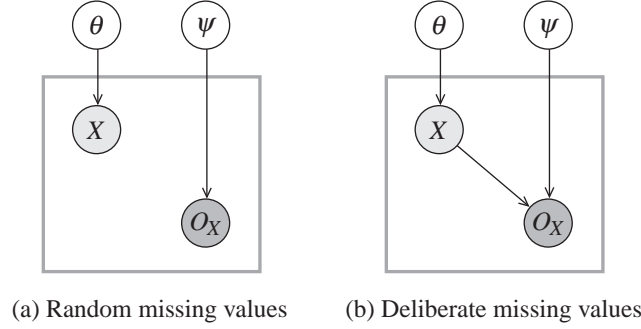 θ ψ θ ψ
X X
O_X O_X
(a) Random missing values (b) Deliberate missing values